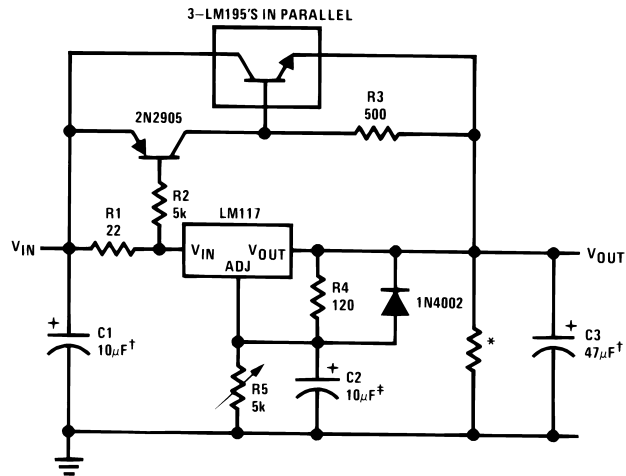 3–LM195'S IN PARALLEL
2N2905
R3
500
R2
5k
R1
22
LM117
VIN
VIN
VOUT
ADJ
VOUT
R4
120
1N4002
C1
10μF†
+
R5
5k
+
C2
10μF‡
*
+
C3
47μF†